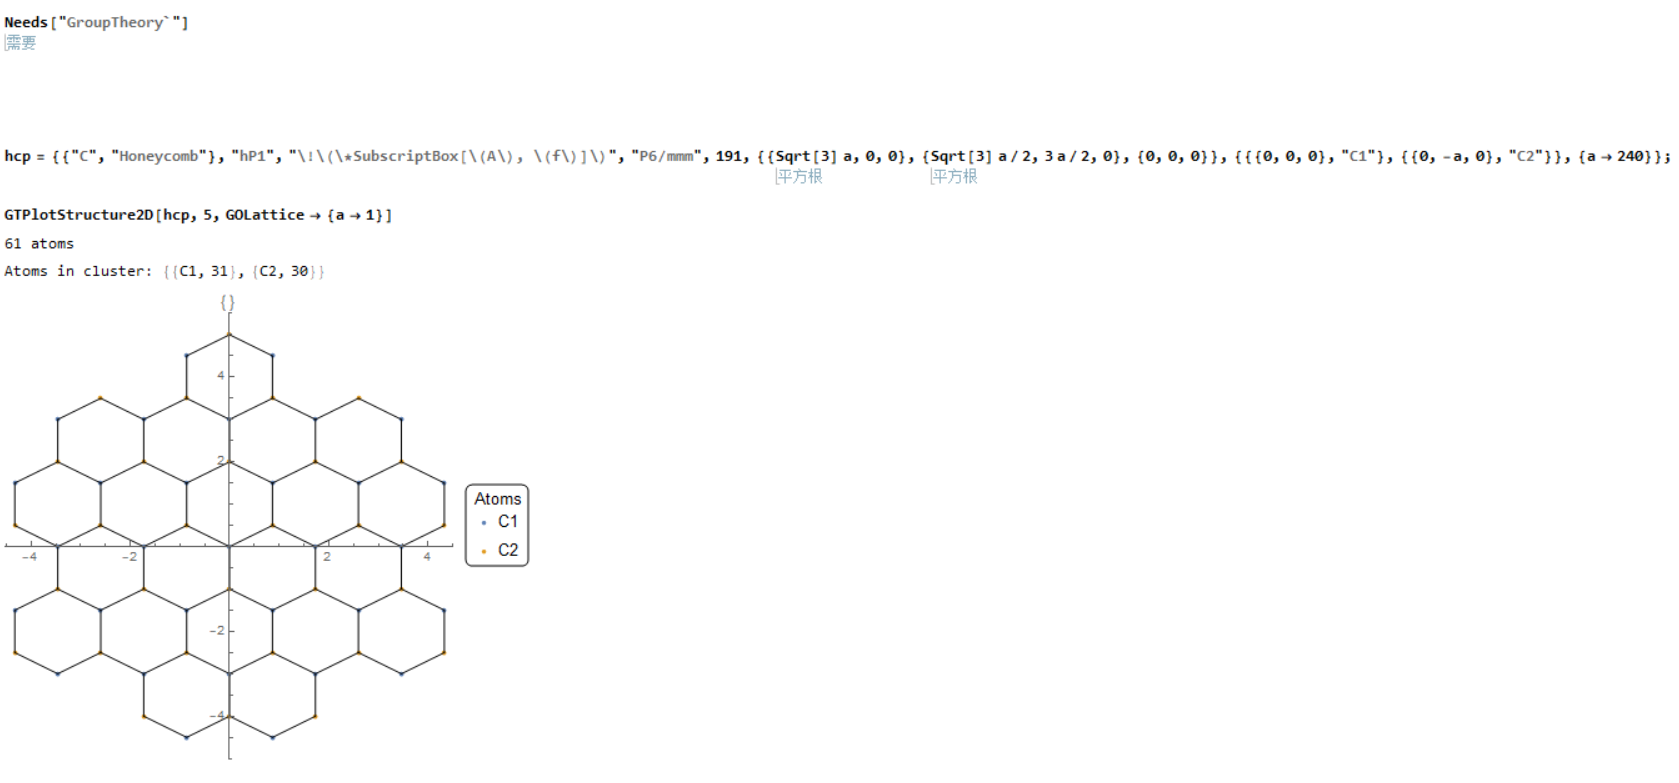 Needs["GroupTheory`"]
需要
hcp = {{"C", "Honeycomb"}, "hP1", "\!\(\*SubscriptBox[\(A\), \(f\)]\)", "P6/mmm", 191, {{Sqrt[3] a, 0, 0}, {Sqrt[3] a / 2, 3 a / 2, 0}, {0, 0, 0}}, {{{0, 0, 0}, "C1"}, {{0, -a, 0}, "C2"}}, {a → 240}};
平方根 平方根
GTPlotStructure2D[hcp, 5, GOLattice → {a → 1}]
61 atoms
Atoms in cluster: {{C1, 31}, {C2, 30}}
{}
4
2
-4 -2 2 4
-2
-4
Atoms
C1
C2